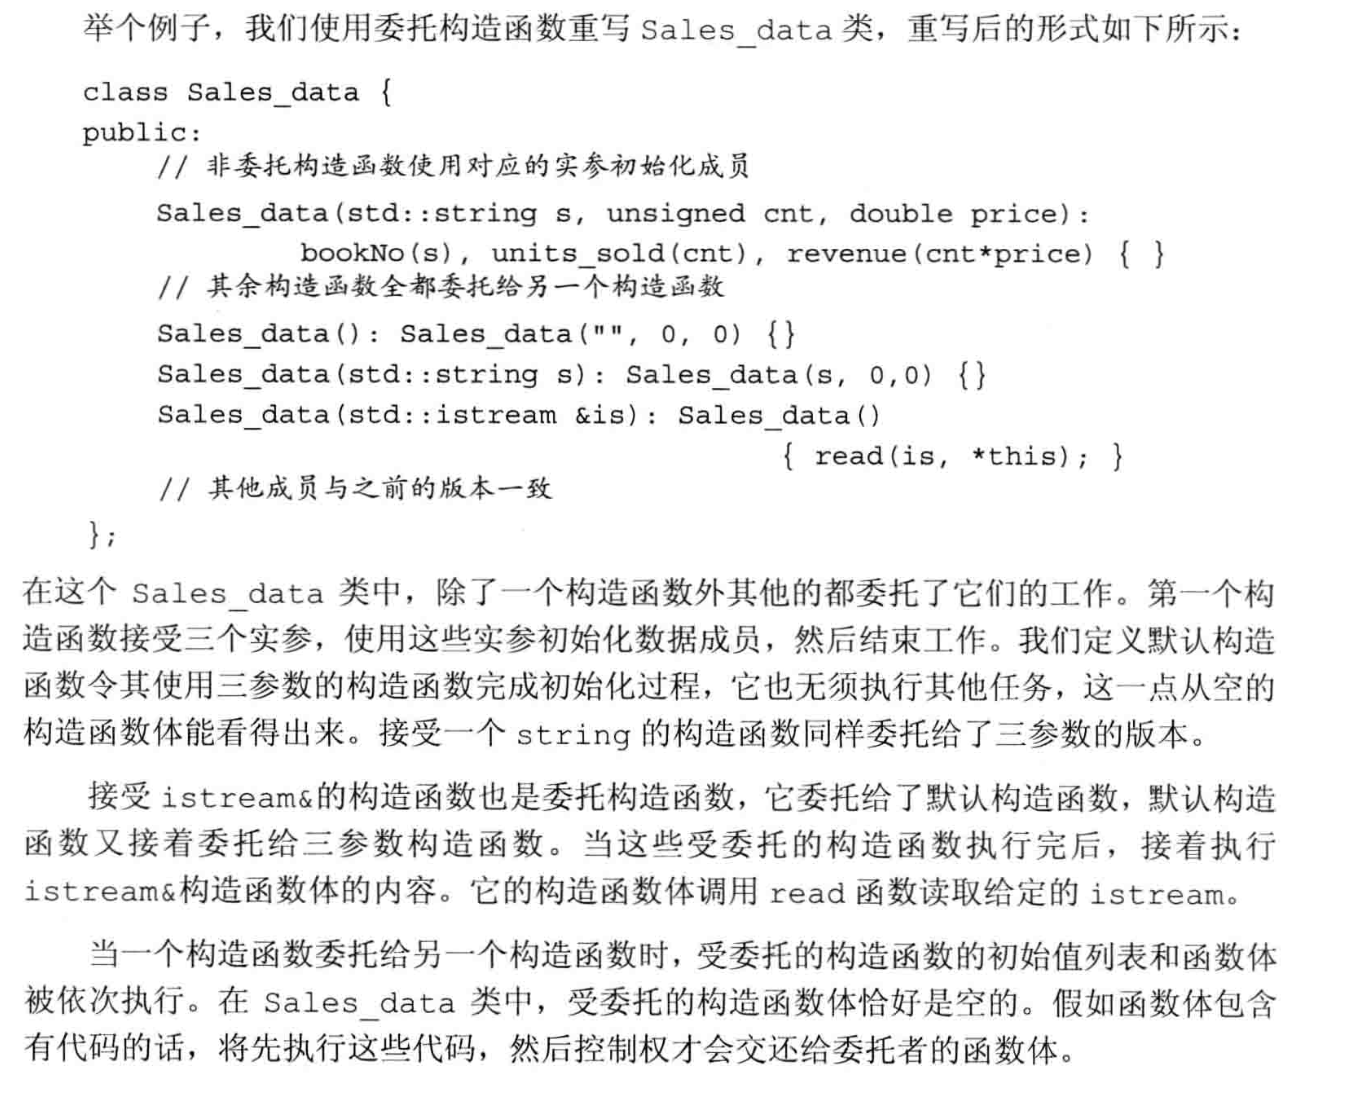 举个例子，我们使用委托构造函数重写 Sales_data 类，重写后的形式如下所示：
class Sales_data {
public:
// 非委托构造函数使用对应的实参初始化成员
Sales_data(std::string s, unsigned cnt, double price):
bookNo(s), units_sold(cnt), revenue(cnt*price) { }
// 其余构造函数全都委托给另一个构造函数
Sales_data(): Sales_data("", 0, 0) {}
Sales_data(std::string s): Sales_data(s, 0,0) {}
Sales_data(std::istream &is): Sales_data()
{ read(is, *this); }
// 其他成员与之前的版本一致
};
在这个 Sales_data 类中，除了一个构造函数外其他的都委托了它们的工作。第一个构
造函数接受三个实参，使用这些实参初始化数据成员，然后结束工作。我们定义默认构造
函数令其使用三参数的构造函数完成初始化过程，它也无须执行其他任务，这一点从空的
构造函数体能看得出来。接受一个 string 的构造函数同样委托给了三参数的版本。
接受 istream&的构造函数也是委托构造函数，它委托给了默认构造函数，默认构造
函数又接着委托给三参数构造函数。当这些受委托的构造函数执行完后，接着执行
istream&构造函数体的内容。它的构造函数体调用 read 函数读取给定的 istream。
当一个构造函数委托给另一个构造函数时，受委托的构造函数的初始值列表和函数体
被依次执行。在 Sales_data 类中，受委托的构造函数体恰好是空的。假如函数体包含
有代码的话，将先执行这些代码，然后控制权才会交还给委托者的函数体。